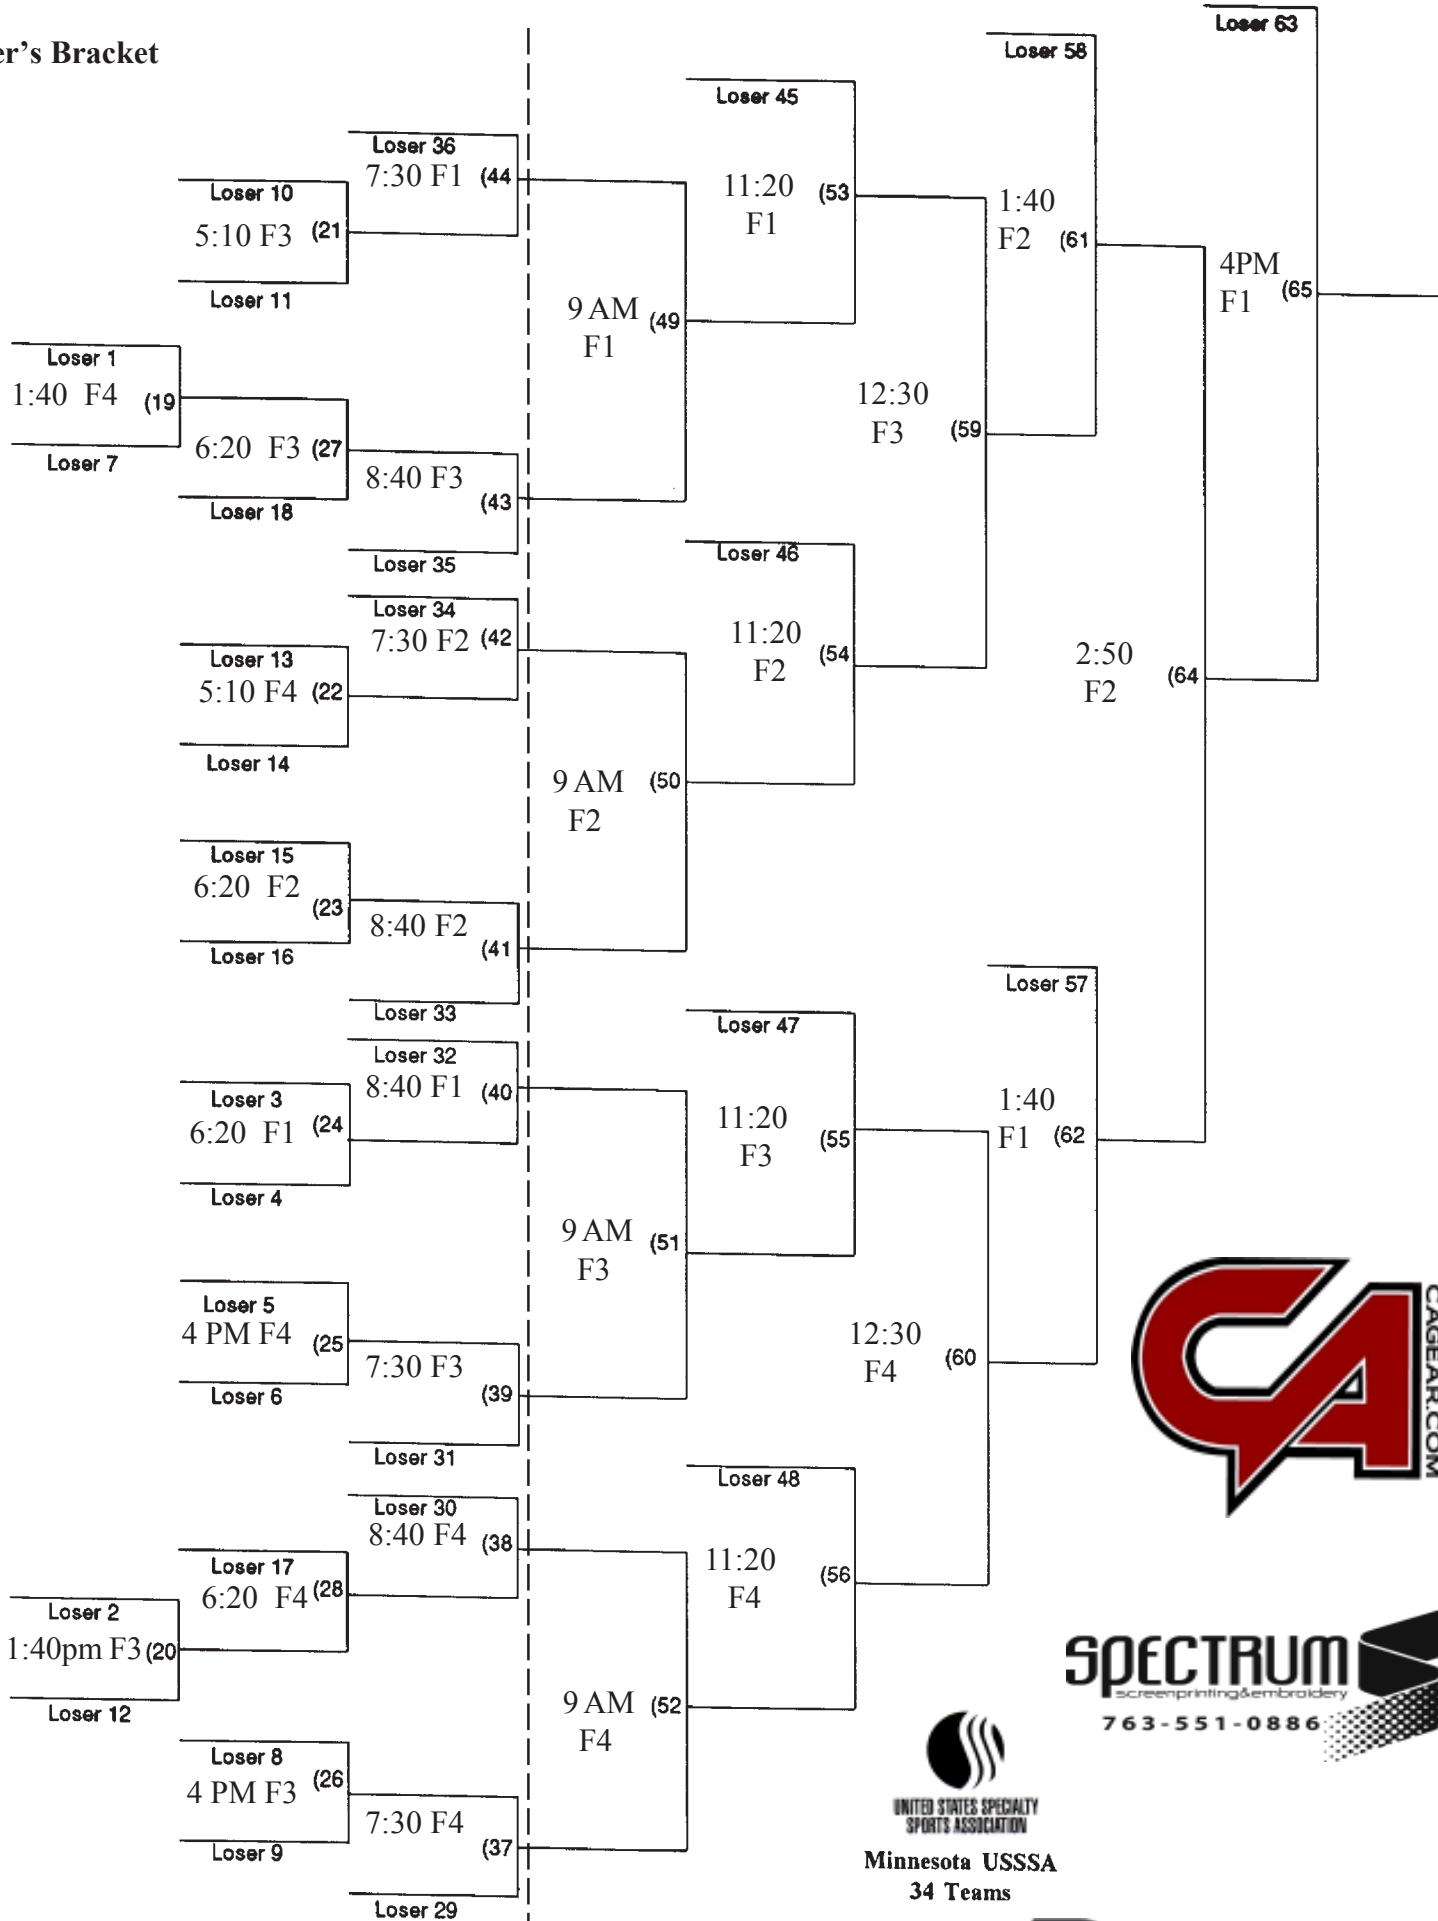 er's Bracket
Loser 63
Loser 58
Loser 45
Loser 36
7:30 F1 (44
Loser 10
5:10 F3 (21
Loser 11
11:20
F1
(53
1:40
F2 (61
4PM
F1 (65
9 AM
F1
(49
Loser 1
1:40 F4 (19
Loser 7
6:20 F3 (27
Loser 18
8:40 F3
(43
Loser 35
12:30
F3
(59
Loser 46
Loser 34
7:30 F2 (42
Loser 13
5:10 F4 (22
Loser 14
11:20
F2
(54
2:50
F2
(64
9 AM
F2
(50
Loser 15
6:20 F2
(23
Loser 16
8:40 F2
(41
Loser 33
Loser 57
Loser 47
Loser 32
8:40 F1 (40
Loser 3
6:20 F1 (24
Loser 4
11:20
F3
(55
1:40
F1 (62
9 AM
F3
(51
Loser 5
4 PM F4
(25
Loser 6
7:30 F3
(39
Loser 31
12:30
F4
(60
CA
CAGEAR.COM
Loser 48
Loser 30
8:40 F4 (38
Loser 17
6:20 F4 (28
Loser 2
1:40pm F3 (20
Loser 12
11:20
F4
(56
9 AM
F4
(52
Loser 8
4 PM F3
(26
Loser 9
7:30 F4
(37
Loser 29
SPECTRUM
screenprinting&embroidery
763-551-0886
UNITED STATES SPECIALTY
SPORTS ASSOCIATION
Minnesota USSSA
34 Teams